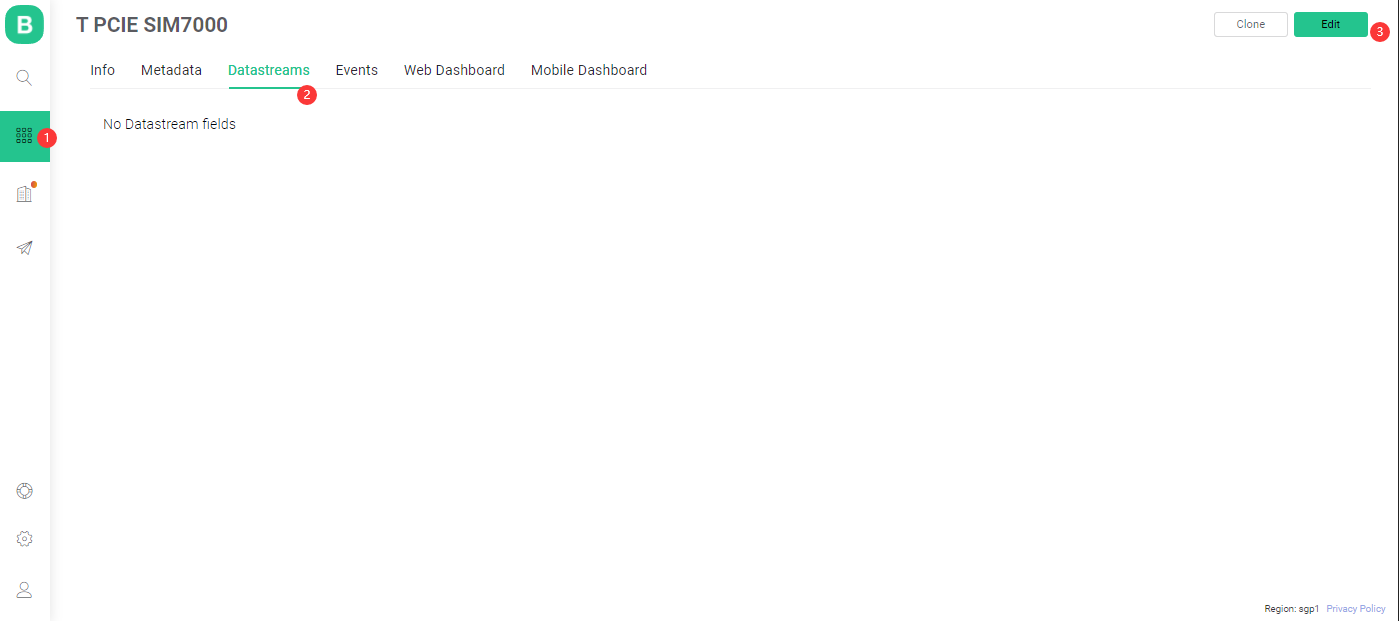 B
T PCIE SIM7000
Clone
Edit
3
Info
Metadata
Datastreams
Events
Web Dashboard
Mobile Dashboard
2
No Datastream fields
1
Region: sgp1
Privacy Policy